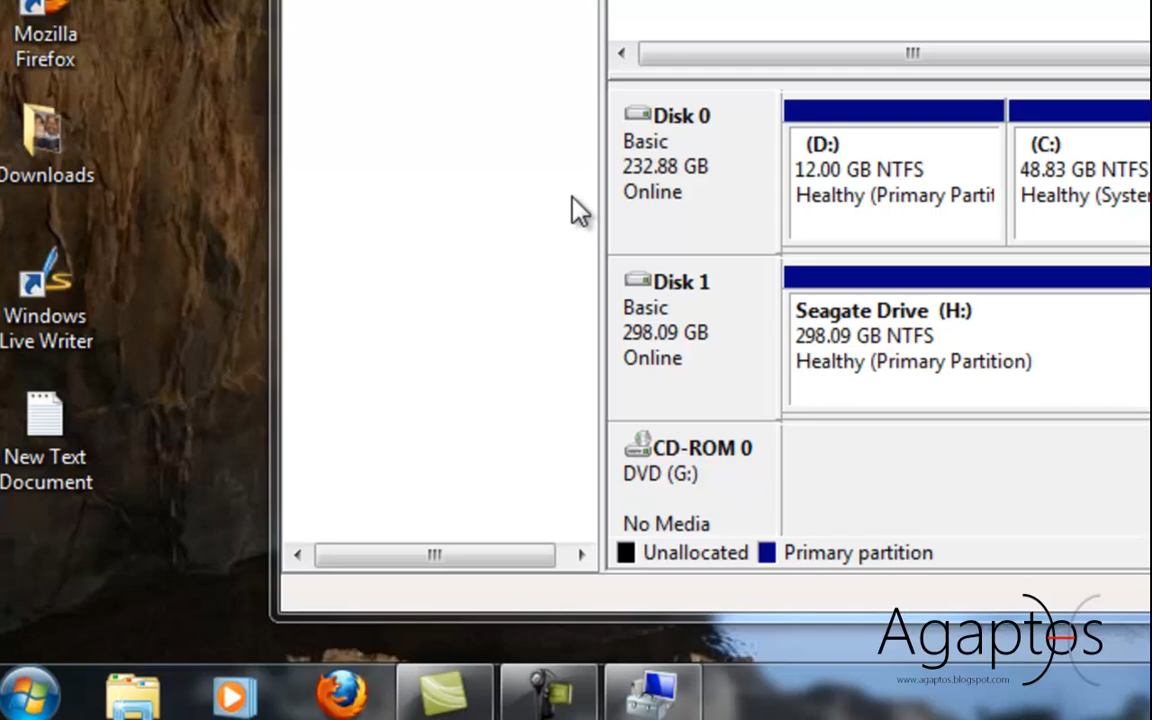 Mozilla
Firefox
Downloads
Windows
Live Writer
New Text
Document
Disk 0
Basic
232.88 GB
Online
(D:)
12.00 GB NTFS
Healthy (Primary Partit
(C:)
48.83 GB NTFS
Healthy (Syste
Disk 1
Basic
298.09 GB
Online
Seagate Drive (H:)
298.09 GB NTFS
Healthy (Primary Partition)
CD-ROM 0
DVD (G:)
No Media
Unallocated
Primary partition
Agaptos
www.agaptos.blogspot.com